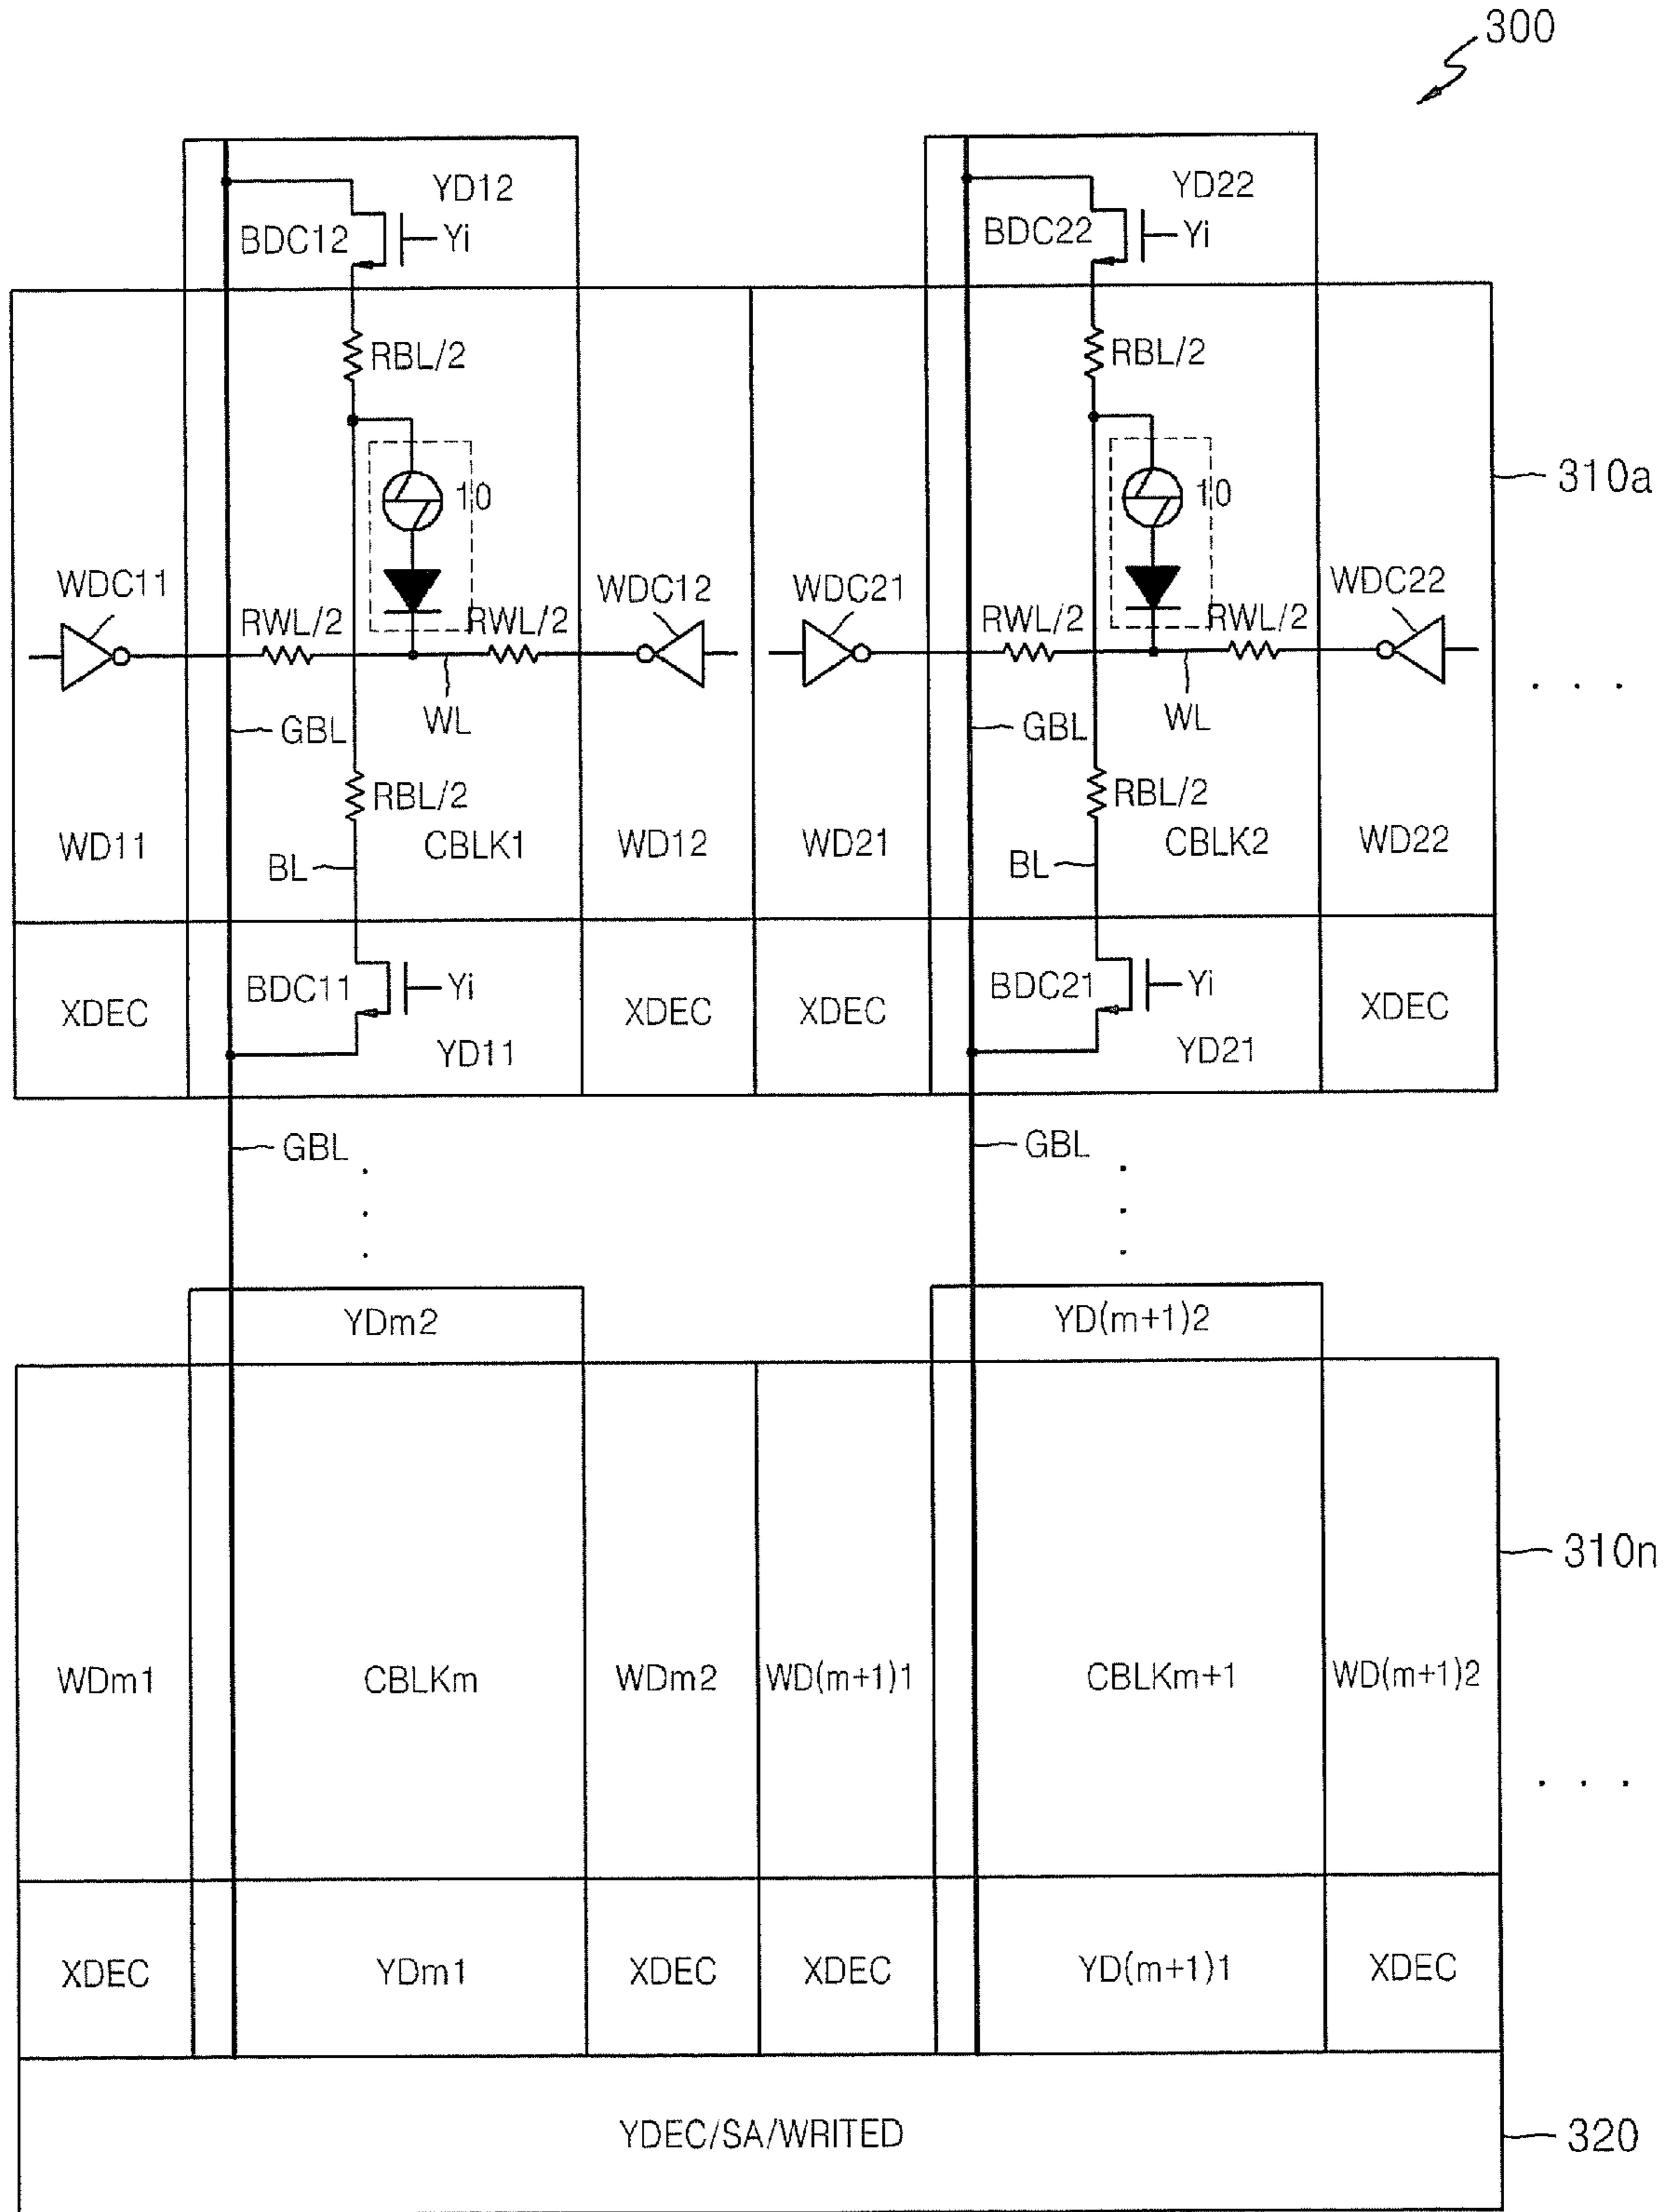 300
YD12 YD22
BDC12 Yi BDC22 Yi
RBL/2 RBL/2
310a
10 10
WDC11 WDC12 WDC21 WDC22
RWL/2 RWL/2 RWL/2 RWL/2
. . .
GBL WL GBL WL
RBL/2 RBL/2
WD11 BL CBLK1 WD12 WD21 BL CBLK2 WD22
XDEC BDC11 Yi XDEC XDEC BDC21 Yi XDEC
YD11 YD21
GBL GBL
YDm2 YD(m+1)2
310n
WDm1 CBLKm WDm2 WD(m+1)1 CBLKm+1 WD(m+1)2
. . .
XDEC YDm1 XDEC XDEC YD(m+1)1 XDEC
YDEC/SA/WRITED 320